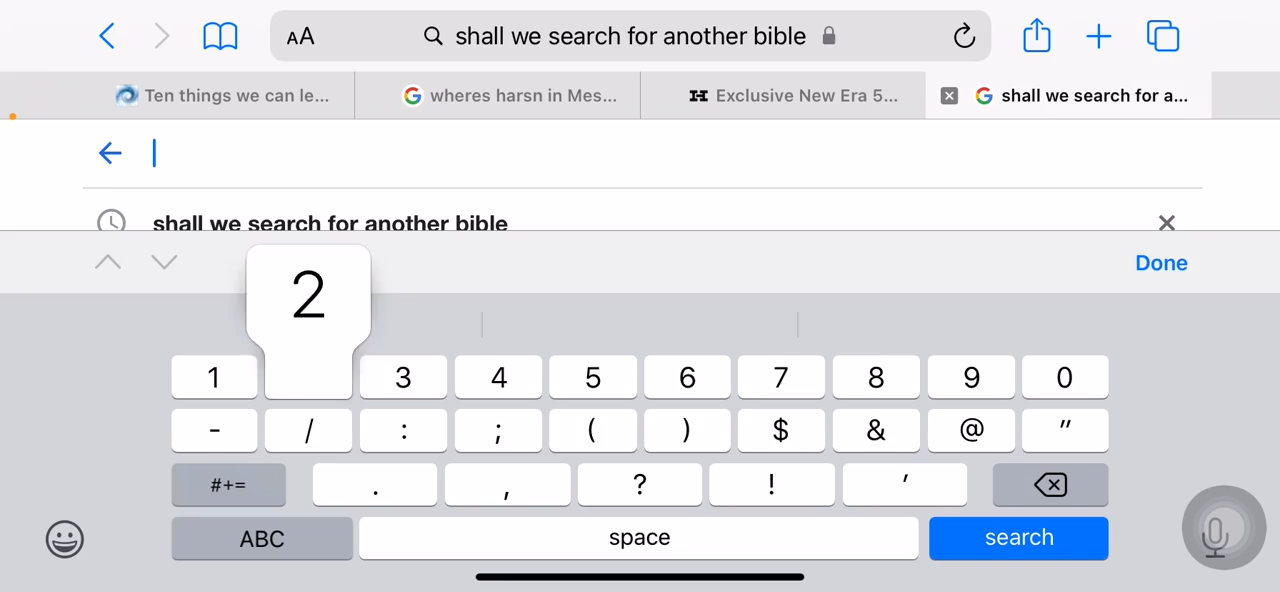 AA shall we search for another bible
Ten things we can le...
wheres harsn in Mes...
Exclusive New Era 5...
shall we search for a...
shall we search for another bible
Done
2
1 3 4 5 6 7 8 9 0
- / : ; ( ) $ & @ "
#+= . , ? ! '
ABC space search